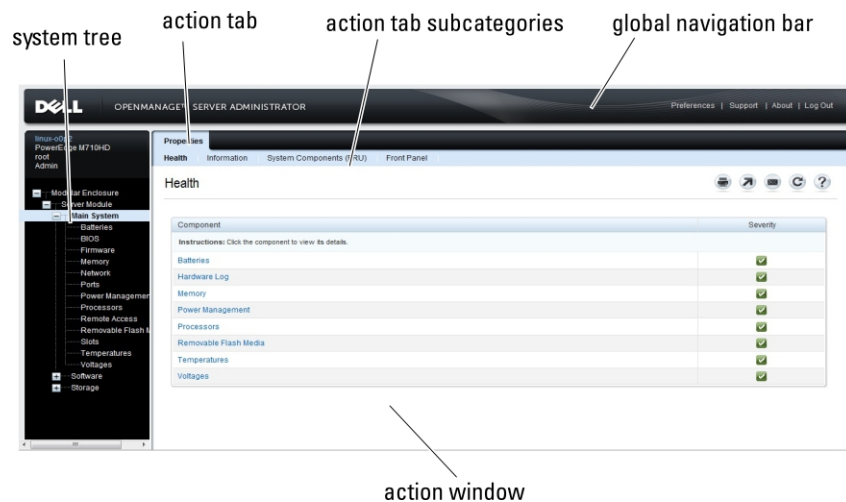 system tree
action tab
action tab subcategories
global navigation bar
DELL
OPENMANAGE™ SERVER ADMINISTRATOR
Preferences | Support | About | Log Out
PowerEdge M710HD
root
Admin
Properties
Health
Information
System Components (FRU)
Front Panel
Modular Enclosure
Server Module
Main System
Batteries
BIOS
Firmware
Memory
Network
Ports
Power Managemen
Processors
Remote Access
Removable Flash M
Slots
Temperatures
Voltages
Software
Storage
Health
Component Severity
Instructions: Click the component to view its details.
Batteries
Hardware Log
Memory
Power Management
Processors
Removable Flash Media
Temperatures
Voltages
action window